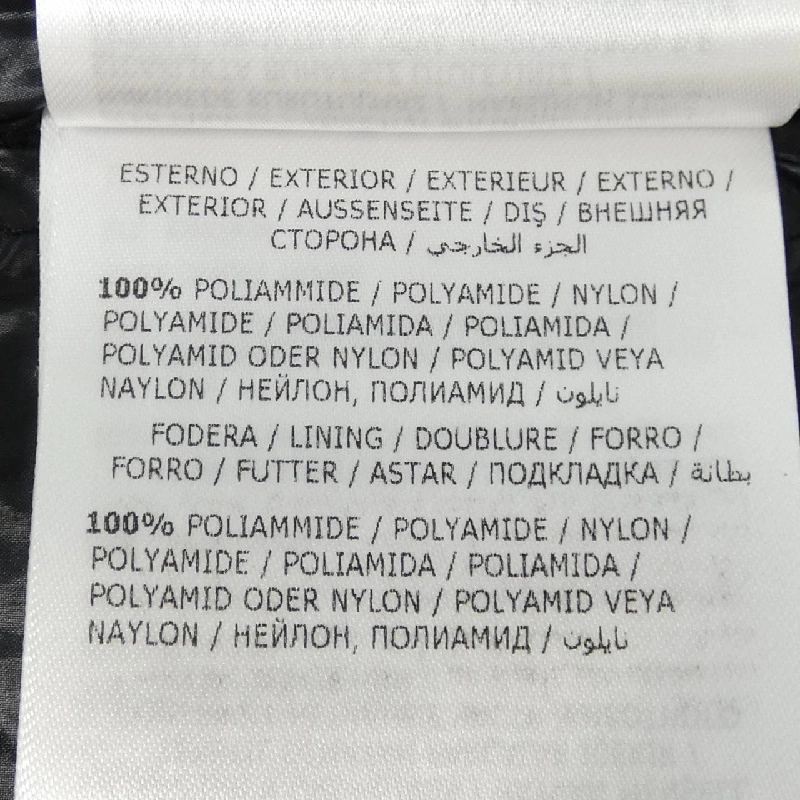 ESTERNO / EXTERIOR / EXTERIEUR / EXTERNO /
EXTERIOR / AUSSENSEITE / DIŞ / ВНЕШНЯЯ
СТОРОНА / الجزء الخارجي
100% POLIAMMIDE / POLYAMIDE / NYLON /
POLYAMIDE / POLIAMIDA / POLIAMIDA /
POLYAMID ODER NYLON / POLYAMID VEYA
NAYLON / НЕЙЛОН, ПОЛИАМИД / نايلون
FODERA / LINING / DOUBLURE / FORRO /
FORRO / FUTTER / ASTAR / ПОДКЛАДКА / بطانة
100% POLIAMMIDE / POLYAMIDE / NYLON /
POLYAMIDE / POLIAMIDA / POLIAMIDA /
POLYAMID ODER NYLON / POLYAMID VEYA
NAYLON / НЕЙЛОН, ПОЛИАМИД / نايلون